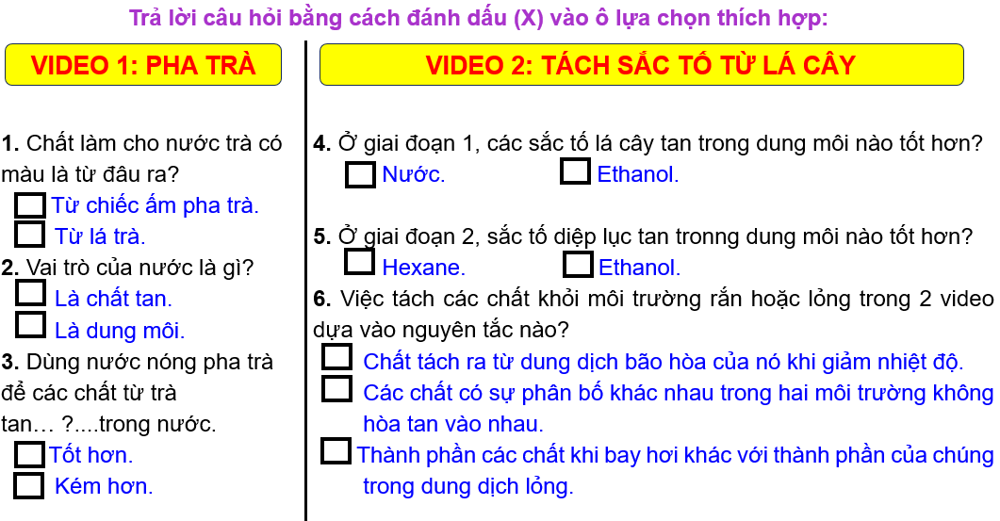 Trả lời câu hỏi bằng cách đánh dấu (X) vào ô lựa chọn thích hợp:
VIDEO 1: PHA TRÀ
1. Chất làm cho nước trà có
màu là từ đâu ra?
Từ chiếc ấm pha trà.
Từ lá trà.
2. Vai trò của nước là gì?
Là chất tan.
Là dung môi.
3. Dùng nước nóng pha trà
để các chất từ trà
tan… ?....trong nước.
Tốt hơn.
Kém hơn.
VIDEO 2: TÁCH SẮC TỐ TỪ LÁ CÂY
4. Ở giai đoạn 1, các sắc tố lá cây tan trong dung môi nào tốt hơn?
Nước. Ethanol.
5. Ở giai đoạn 2, sắc tố diệp lục tan tronng dung môi nào tốt hơn?
Hexane. Ethanol.
6. Việc tách các chất khỏi môi trường rắn hoặc lỏng trong 2 video
dựa vào nguyên tắc nào?
Chất tách ra từ dung dịch bão hòa của nó khi giảm nhiệt độ.
Các chất có sự phân bố khác nhau trong hai môi trường không
hòa tan vào nhau.
Thành phần các chất khi bay hơi khác với thành phần của chúng
trong dung dịch lỏng.